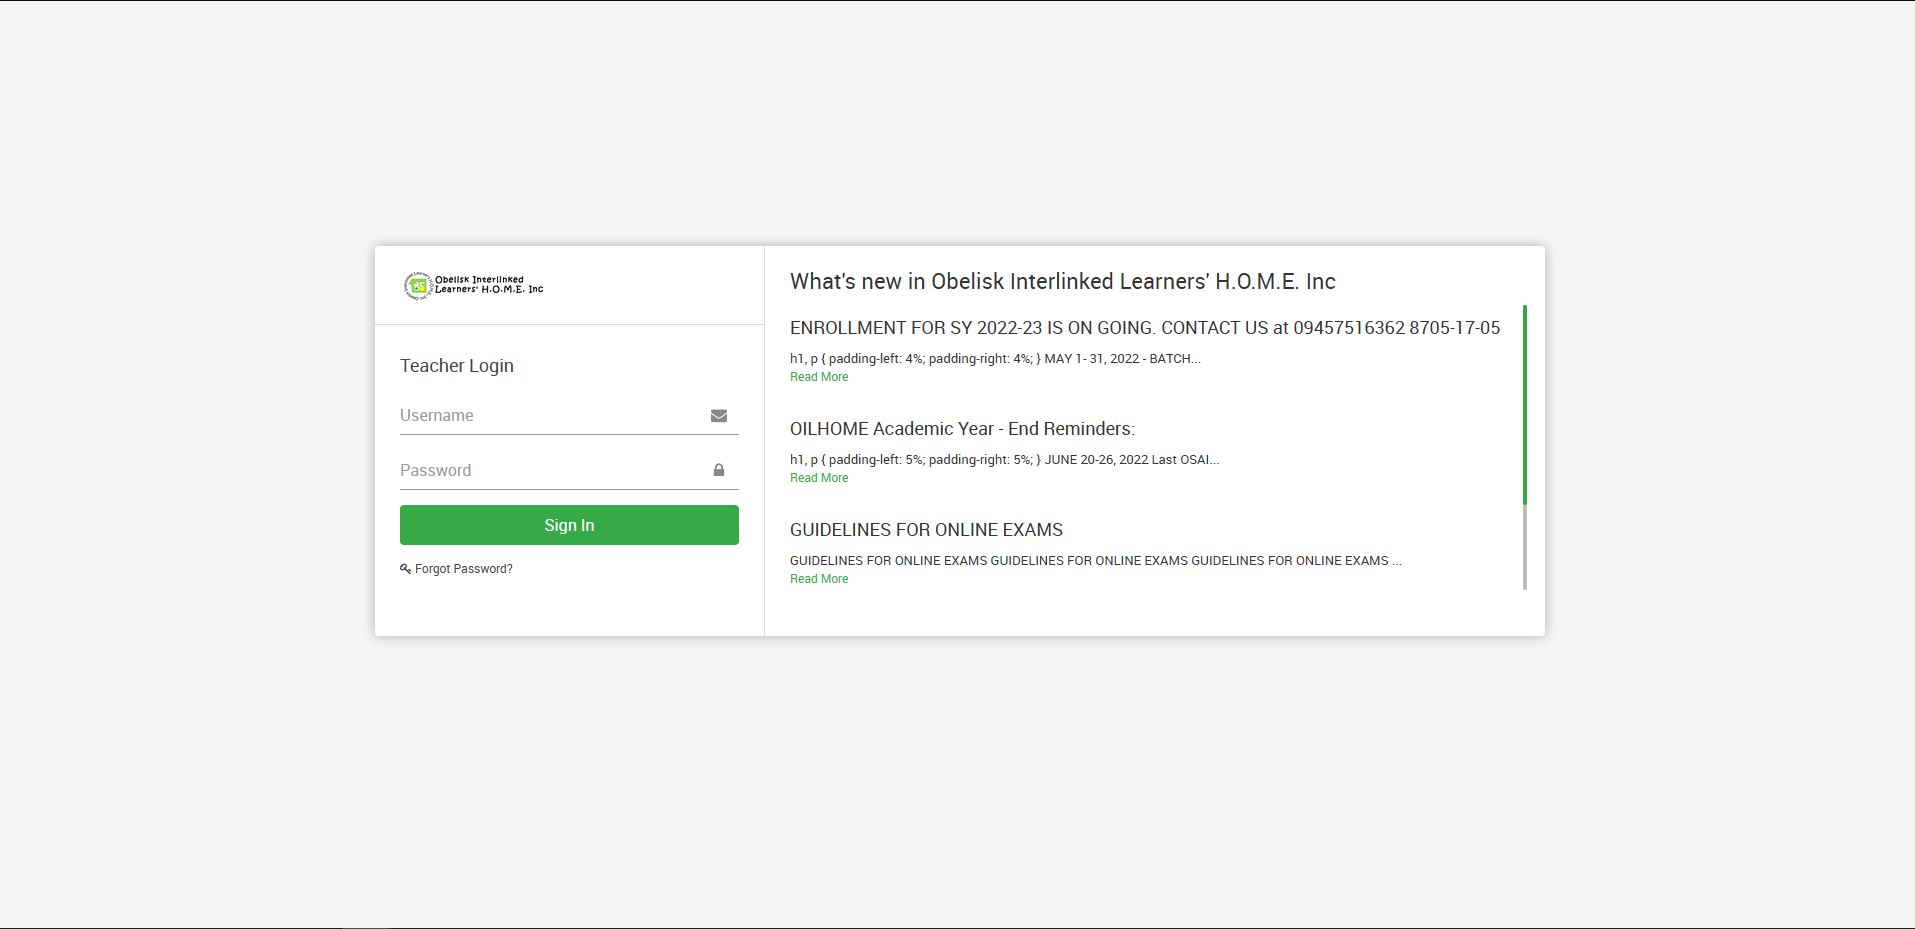 Obelisk Interlinked
Learners' H.O.M.E. Inc
Teacher Login
Username
Password
Sign In
Forgot Password?
What's new in Obelisk Interlinked Learners' H.O.M.E. Inc
ENROLLMENT FOR SY 2022-23 IS ON GOING. CONTACT US at 09457516362 8705-17-05
h1, p { padding-left: 4%; padding-right: 4%; } MAY 1- 31, 2022 - BATCH...
Read More
OILHOME Academic Year - End Reminders:
h1, p { padding-left: 5%; padding-right: 5%; } JUNE 20-26, 2022 Last OSAI...
Read More
GUIDELINES FOR ONLINE EXAMS
GUIDELINES FOR ONLINE EXAMS GUIDELINES FOR ONLINE EXAMS GUIDELINES FOR ONLINE EXAMS ...
Read More